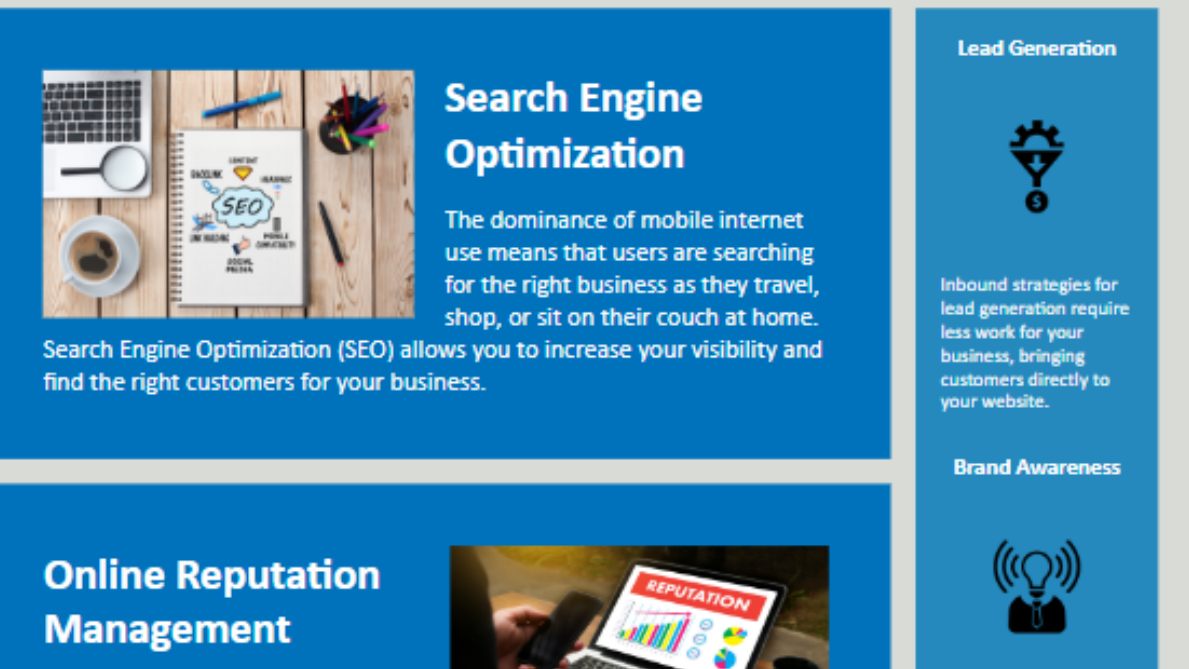 Search Engine
Optimization
The dominance of mobile internet
use means that users are searching
for the right business as they travel,
shop, or sit on their couch at home.
Search Engine Optimization (SEO) allows you to increase your visibility and
find the right customers for your business.
CONTENT
BACKLINK
SEO
LINK BUILDING
MOBILE
COMPATIBILITY
SOCIAL
MEDIA
Online Reputation
Management
REPUTATION
Lead Generation
$
Inbound strategies for
lead generation require
less work for your
business, bringing
customers directly to
your website.
Brand Awareness